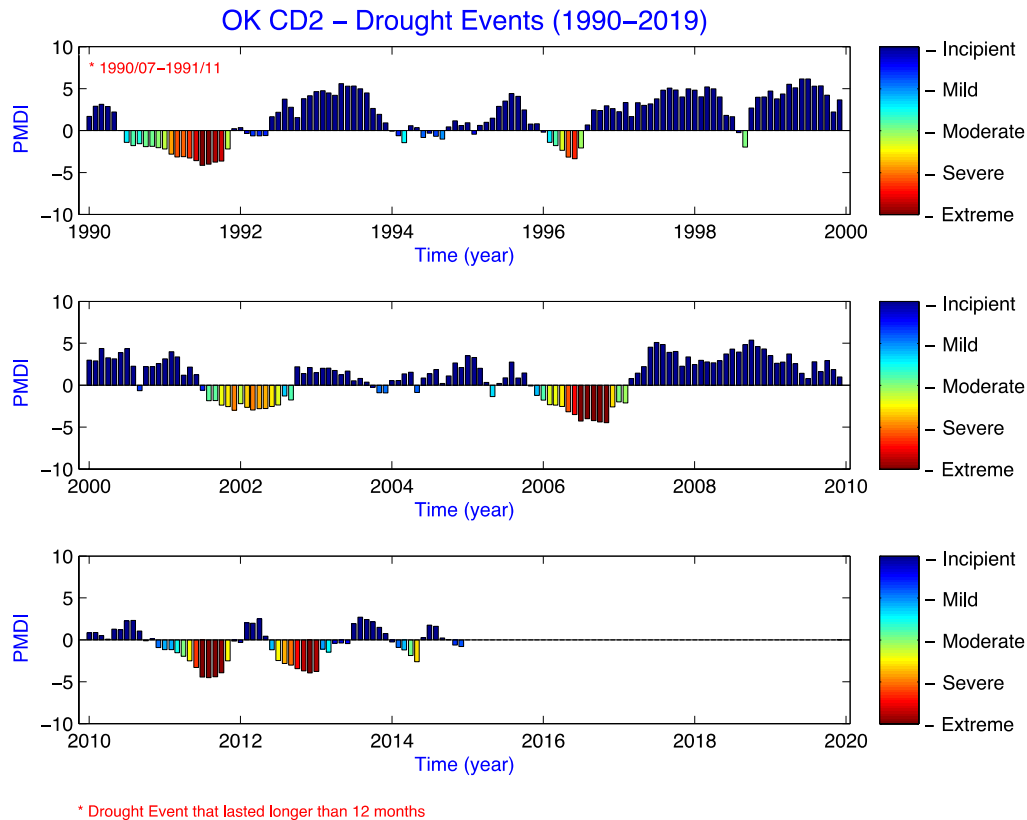 OK CD2 – Drought Events (1990–2019)
* 1990/07–1991/11
PMDI
10
5
0
−5
−10
1990 1992 1994 1996 1998 2000
Time (year)
– Incipient
– Mild
– Moderate
– Severe
– Extreme
PMDI
10
5
0
−5
−10
2000 2002 2004 2006 2008 2010
Time (year)
– Incipient
– Mild
– Moderate
– Severe
– Extreme
PMDI
10
5
0
−5
−10
2010 2012 2014 2016 2018 2020
Time (year)
– Incipient
– Mild
– Moderate
– Severe
– Extreme
* Drought Event that lasted longer than 12 months